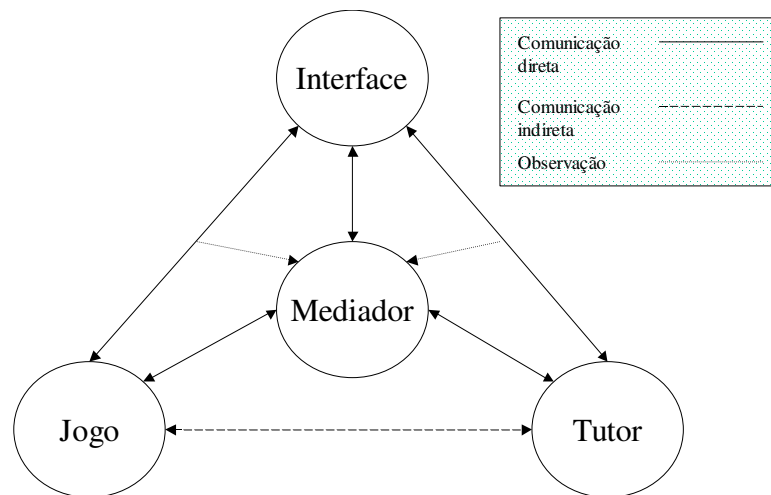 Interface
Comunicação
direta
Comunicação
indireta
Observação
Mediador
Jogo
Tutor